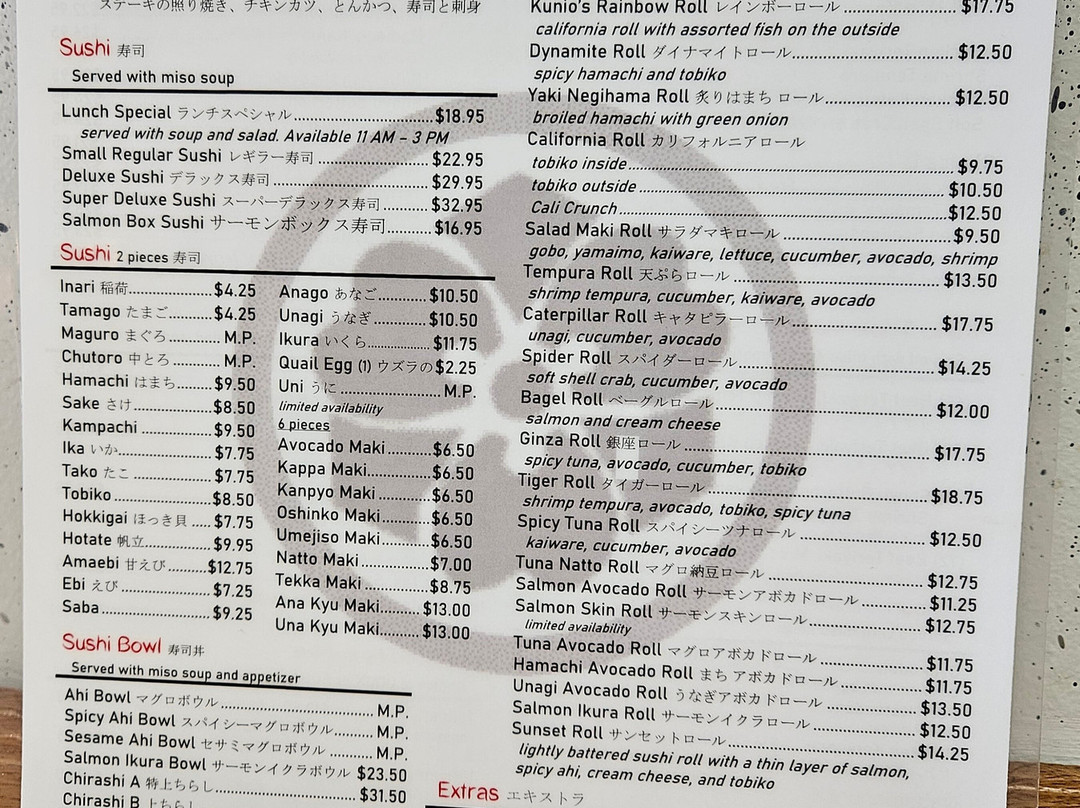 ステーキの照り焼き、チキンカツ、とんかつ、寿司と刺身
Sushi 寿司
Served with miso soup
Lunch Special ランチスペシャル $18.95
served with soup and salad. Available 11 AM – 3 PM
Small Regular Sushi レギラー寿司 $22.95
Deluxe Sushi デラックス寿司 $29.95
Super Deluxe Sushi スーパーデラックス寿司 $32.95
Salmon Box Sushi サーモンボックス寿司 $16.95
Sushi 2 pieces 寿司
Inari 稲荷 $4.25
Tamago たまご $4.25
Maguro まぐろ M.P.
Chutoro 中とろ M.P.
Hamachi はまち $9.50
Sake さけ $8.50
Kampachi $9.50
Ika いか $7.75
Tako たこ $7.75
Tobiko $8.50
Hokkigai ほっき貝 $7.75
Hotate 帆立 $9.95
Amaebi 甘えび $12.75
Ebi えび $7.25
Saba $9.25
Anago あなご $10.50
Unagi うなぎ $10.50
Ikura いくら $11.75
Quail Egg (1) ウズラの $2.25
Uni うに M.P.
limited availability
6 pieces
Avocado Maki $6.50
Kappa Maki $6.50
Kanpyo Maki $6.50
Oshinko Maki $6.50
Umejiso Maki $6.50
Natto Maki $7.00
Tekka Maki $8.75
Ana Kyu Maki $13.00
Una Kyu Maki $13.00
Sushi Bowl 寿司丼
Served with miso soup and appetizer
Ahi Bowl マグロボウル M.P.
Spicy Ahi Bowl スパイシーマグロボウル M.P.
Sesame Ahi Bowl セサミマグロボウル M.P.
Salmon Ikura Bowl サーモンイクラボウル $23.50
Chirashi A 特上ちらし $31.50
Chirashi B 上ちらし
Kunio's Rainbow Roll レインボーロール $17.75
california roll with assorted fish on the outside
Dynamite Roll ダイナマイトロール $12.50
spicy hamachi and tobiko
Yaki Negihama Roll 炙りはまち ロール $12.50
broiled hamachi with green onion
California Roll カリフォルニアロール
tobiko inside $9.75
tobiko outside $10.50
Cali Crunch $12.50
Salad Maki Roll サラダマキロール $9.50
gobo, yamaimo, kaiware, lettuce, cucumber, avocado, shrimp
Tempura Roll 天ぷらロール $13.50
shrimp tempura, cucumber, kaiware, avocado
Caterpillar Roll キャタピラーロール $17.75
unagi, cucumber, avocado
Spider Roll スパイダーロール $14.25
soft shell crab, cucumber, avocado
Bagel Roll ベーグルロール $12.00
salmon and cream cheese
Ginza Roll 銀座ロール $17.75
spicy tuna, avocado, cucumber, tobiko
Tiger Roll タイガーロール $18.75
shrimp tempura, avocado, tobiko, spicy tuna
Spicy Tuna Roll スパイシーツナロール $12.50
kaiware, cucumber, avocado
Tuna Natto Roll マグロ納豆ロール $12.75
Salmon Avocado Roll サーモンアボカドロール $11.25
Salmon Skin Roll サーモンスキンロール $12.75
limited availability
Tuna Avocado Roll マグロアボカドロール $11.75
Hamachi Avocado Roll まち アボカドロール $11.75
Unagi Avocado Roll うなぎアボカドロール $13.50
Salmon Ikura Roll サーモンイクラロール $12.50
Sunset Roll サンセットロール $14.25
lightly battered sushi roll with a thin layer of salmon,
spicy ahi, cream cheese, and tobiko
Extras エキストラ